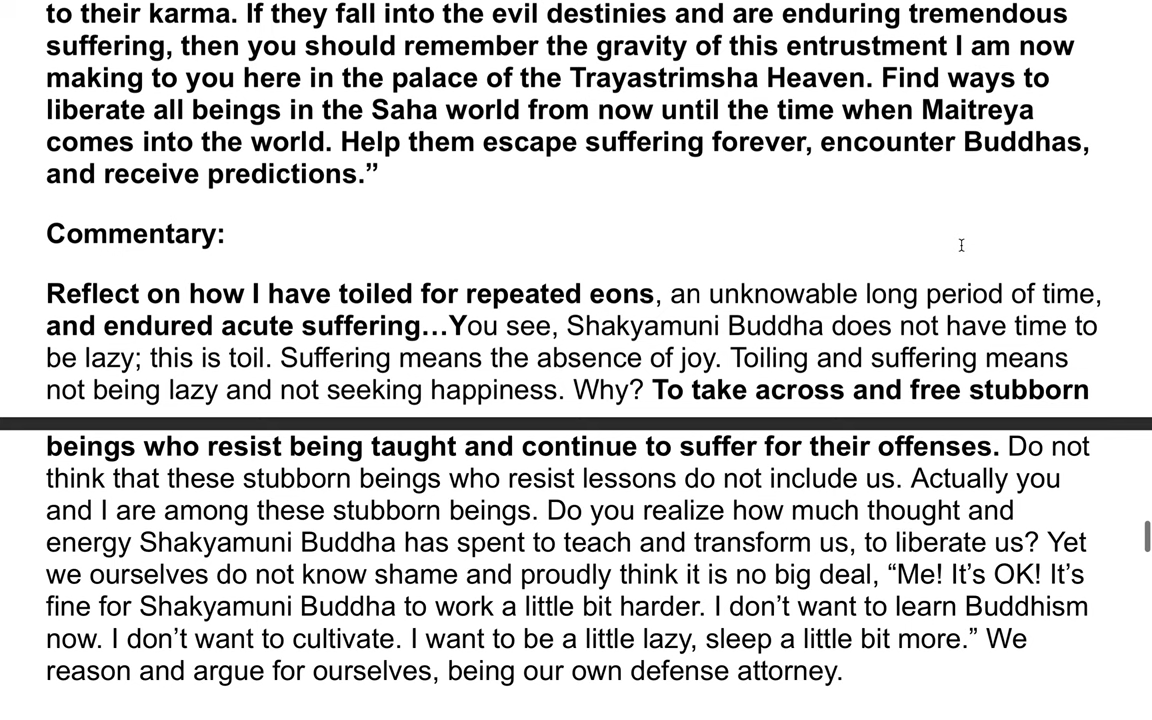 to their karma. If they fall into the evil destinies and are enduring tremendous
suffering, then you should remember the gravity of this entrustment I am now
making to you here in the palace of the Trayastrimsha Heaven. Find ways to
liberate all beings in the Saha world from now until the time when Maitreya
comes into the world. Help them escape suffering forever, encounter Buddhas,
and receive predictions.”
Commentary:
Reflect on how I have toiled for repeated eons, an unknowable long period of time,
and endured acute suffering…You see, Shakyamuni Buddha does not have time to
be lazy; this is toil. Suffering means the absence of joy. Toiling and suffering means
not being lazy and not seeking happiness. Why? To take across and free stubborn
beings who resist being taught and continue to suffer for their offenses. Do not
think that these stubborn beings who resist lessons do not include us. Actually you
and I are among these stubborn beings. Do you realize how much thought and
energy Shakyamuni Buddha has spent to teach and transform us, to liberate us? Yet
we ourselves do not know shame and proudly think it is no big deal, “Me! It’s OK! It’s
fine for Shakyamuni Buddha to work a little bit harder. I don’t want to learn Buddhism
now. I don’t want to cultivate. I want to be a little lazy, sleep a little bit more.” We
reason and argue for ourselves, being our own defense attorney.